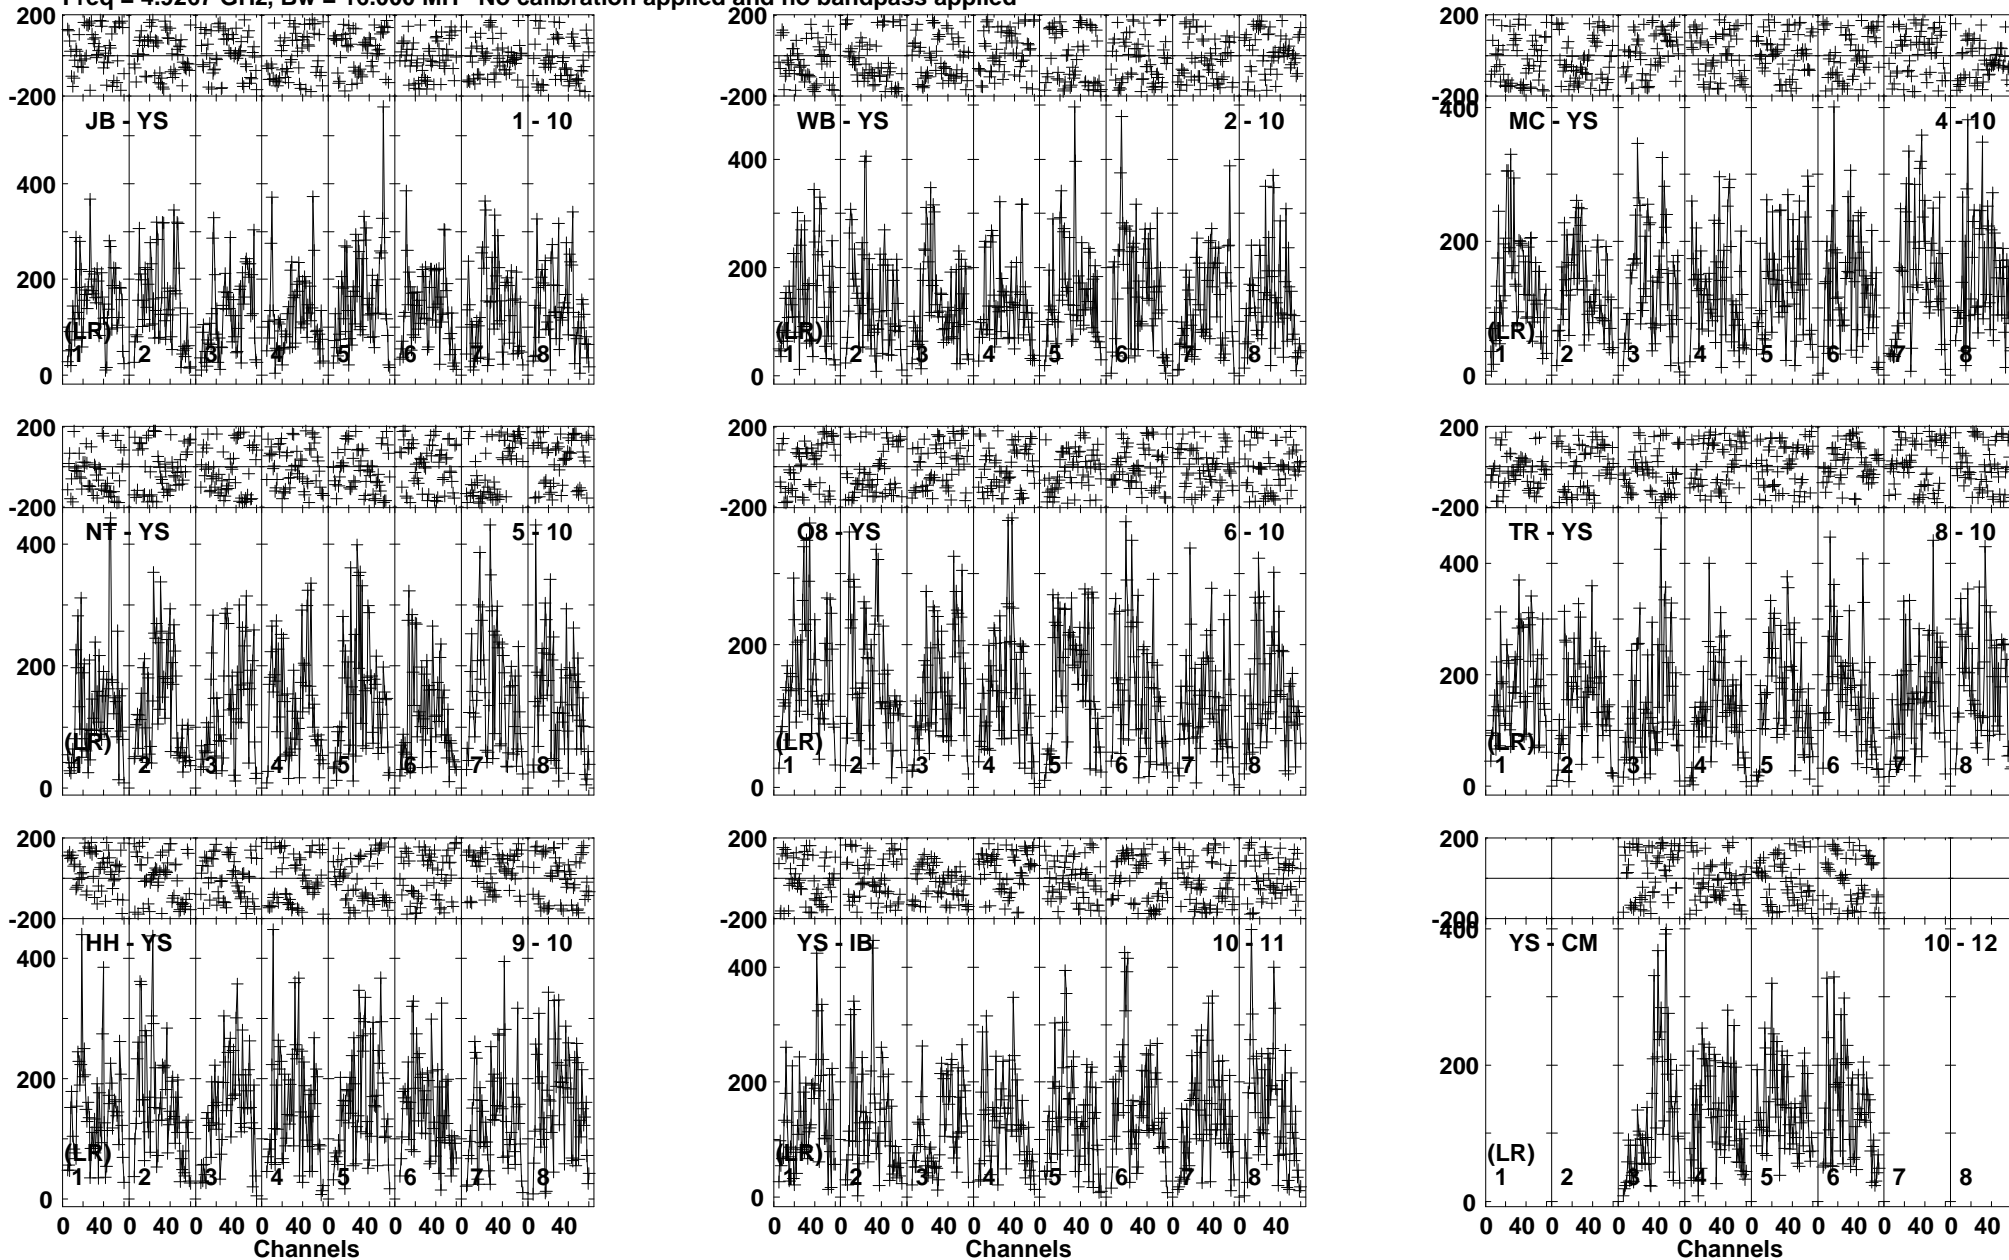 Freq = 4.9267 GHz, Bw = 16.000 MH No calibration applied and no bandpass applied
200 200 200
-200 -200 -200
JB - YS 1 - 10 WB - YS 2 - 10 MC - YS 4 - 10
400 400 400
200 200 200
(LR) (LR) (LR)
1 2 3 4 5 6 7 8 1 2 3 4 5 6 7 8 1 2 3 4 5 6 7 8
0 0 0
200 200 200
-200 -200 -200
NT - YS 5 - 10 O8 - YS 6 - 10 TR - YS 8 - 10
400 400
200 200 200
(LR) (LR) (LR)
1 2 3 4 5 6 7 8 1 2 3 4 5 6 7 8 1 2 3 4 5 6 7 8
0 0 0
200 200 200
-200 -200 -200
HH - YS 9 - 10 YS - IB 10 - 11 YS - CM 10 - 12
400 400 400
200 200 200
(LR) (LR) (LR)
1 2 3 4 5 6 7 8 1 2 3 4 5 6 7 8 1 2 3 4 5 6 7 8
0 0 0
0 40 0 40 0 40 0 40 0 40 0 40 0 40 0 40 0 40 0 40 0 40 0 40 0 40 0 40 0 40 0 40 0 40 0 40 0 40 0 40 0 40 0 40 0 40 0 40
Channels Channels Channels